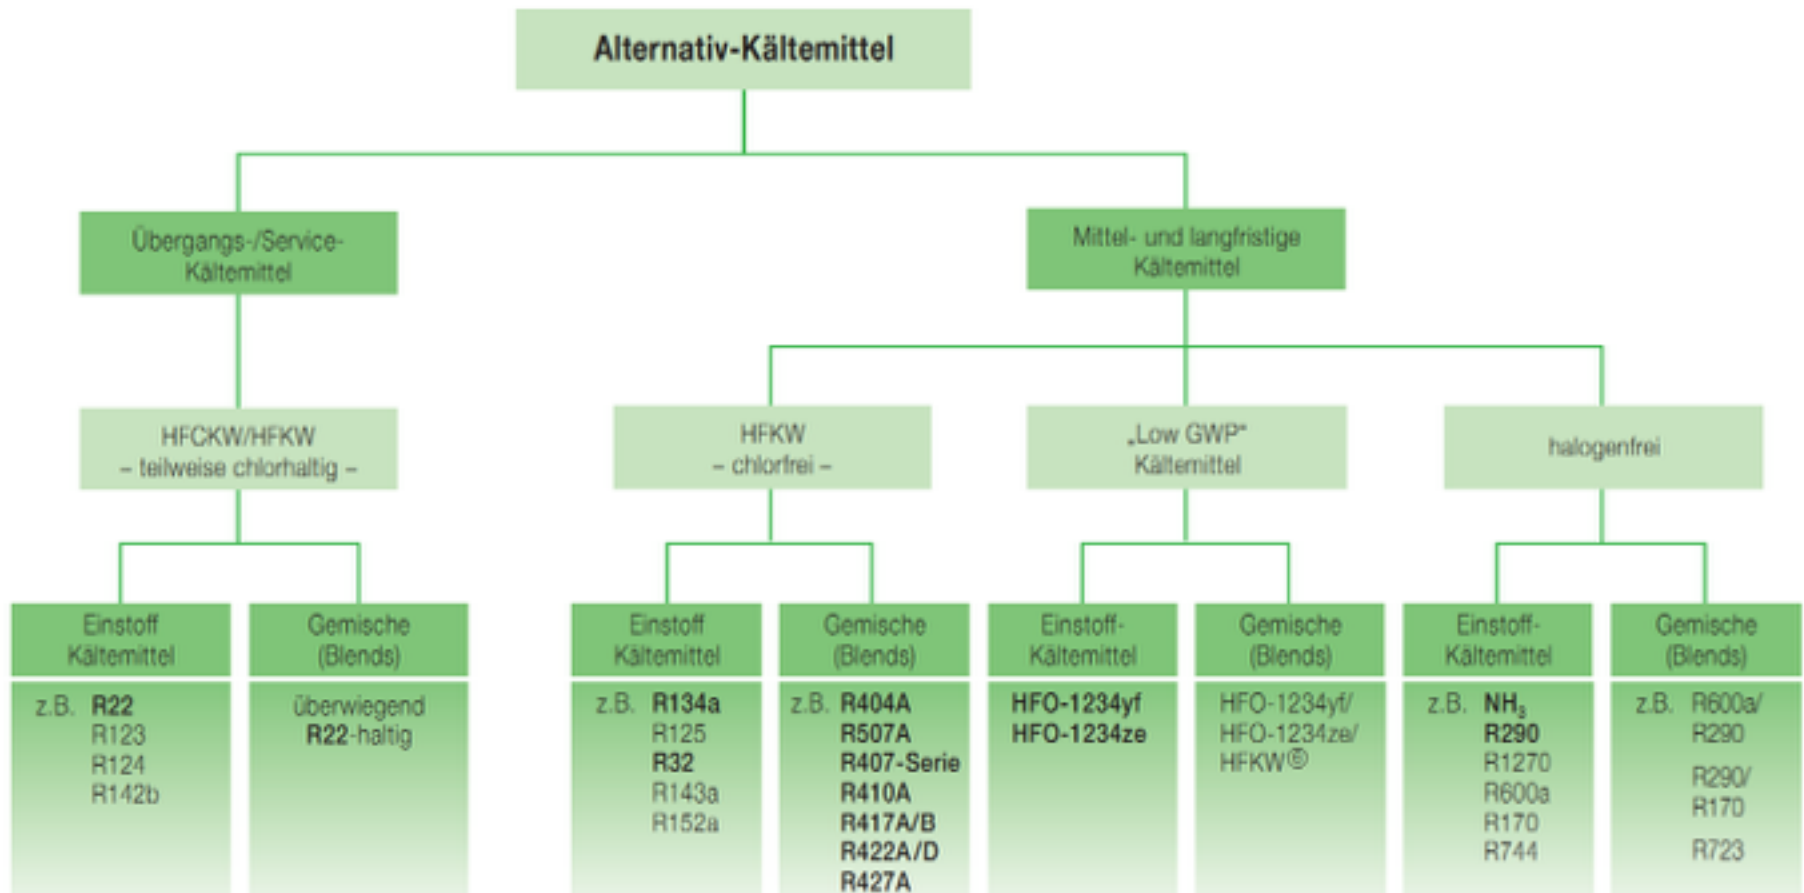 Alternativ-Kältemittel
Übergangs-/Service-
Kältemittel
Mittel- und langfristige
Kältemittel
HFCKW/HFKW
– teilweise chlorhaltig –
HFKW
– chlorfrei –
„Low GWP“
Kältemittel
halogenfrei
Einstoff
Kältemittel
z.B. R22
R123
R124
R142b
Gemische
(Blends)
überwiegend
R22-haltig
Einstoff
Kältemittel
z.B. R134a
R125
R32
R143a
R152a
Gemische
(Blends)
z.B. R404A
R507A
R407-Serie
R410A
R417A/B
R422A/D
R427A
Einstoff-
Kältemittel
HFO-1234yf
HFO-1234ze
Gemische
(Blends)
HFO-1234yf/
HFO-1234ze/
HFKW⑥
Einstoff-
Kältemittel
z.B. NH₃
R290
R1270
R600a
R170
R744
Gemische
(Blends)
z.B. R600a/
R290
R290/
R170
R723